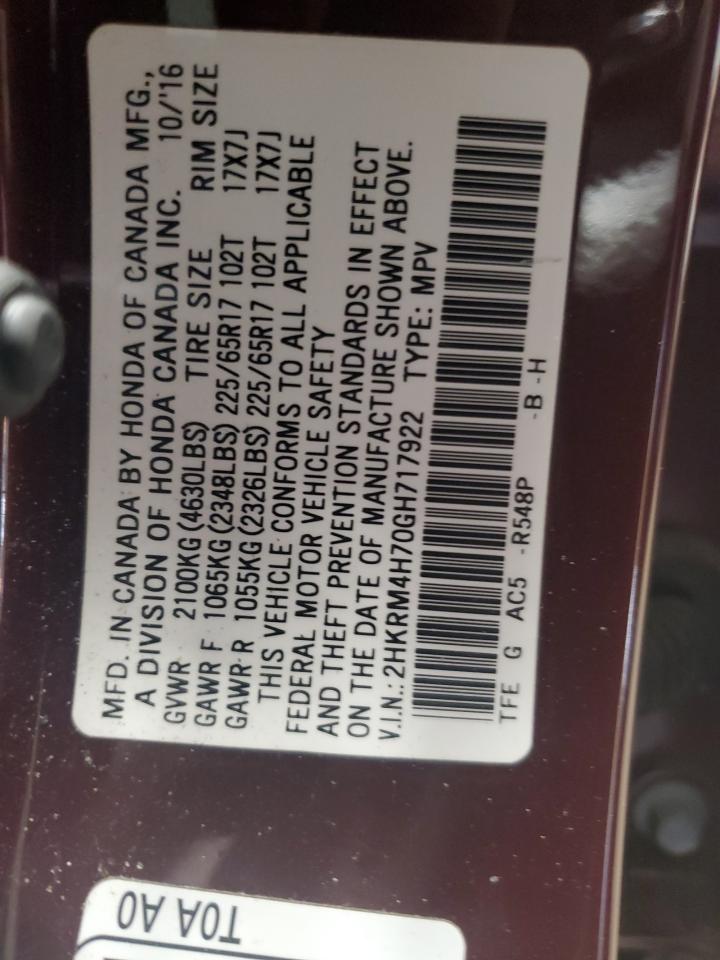 MFD. IN CANADA BY HONDA OF CANADA MFG.,
A DIVISION OF HONDA CANADA INC. 10/'16
GVWR 2100KG (4630LBS) TIRE SIZE RIM SIZE
GAWR F 1065KG (2348LBS) 225/65R17 102T 17X7J
GAWR R 1055KG (2326LBS) 225/65R17 102T 17X7J
THIS VEHICLE CONFORMS TO ALL APPLICABLE
FEDERAL MOTOR VEHICLE SAFETY
AND THEFT PREVENTION STANDARDS IN EFFECT
ON THE DATE OF MANUFACTURE SHOWN ABOVE.
V.I.N.: 2HKRM4H70GH717922 TYPE: MPV
TFE G AC5 -R548P -B -H
T0A A0